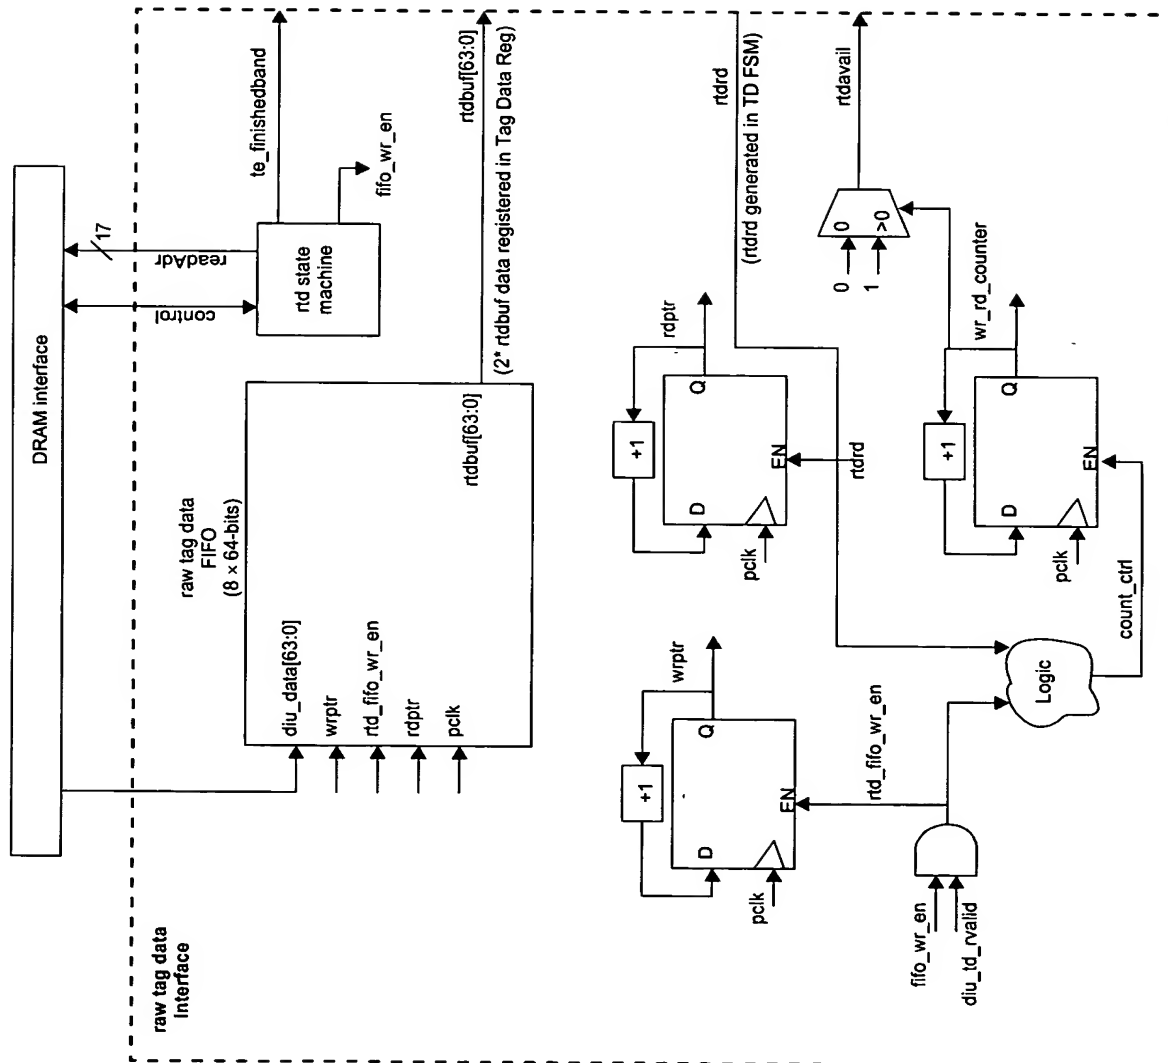 DRAM interface
control
readAdr
17
rtd state
machine
te_finishedband
fifo_wr_en
raw tag data
FIFO
(8 × 64-bits)
diu_data[63:0]
wrptr
rtd_fifo_wr_en
rdptr
pclk
rtdbuf[63:0]
rtdbuf[63:0]
(2* rtdbuf data registered in Tag Data Reg)
raw tag data
Interface
+1
D
Q
EN
pclk
wrptr
+1
D
Q
EN
pclk
rdptr
rtdrd
rtdrd
(rtdrd generated in TD FSM)
fifo_wr_en
diu_td_rvalid
rtd_fifo_wr_en
Logic
count_ctrl
+1
D
Q
EN
pclk
wr_rd_counter
0
1
0
>0
rtdavail